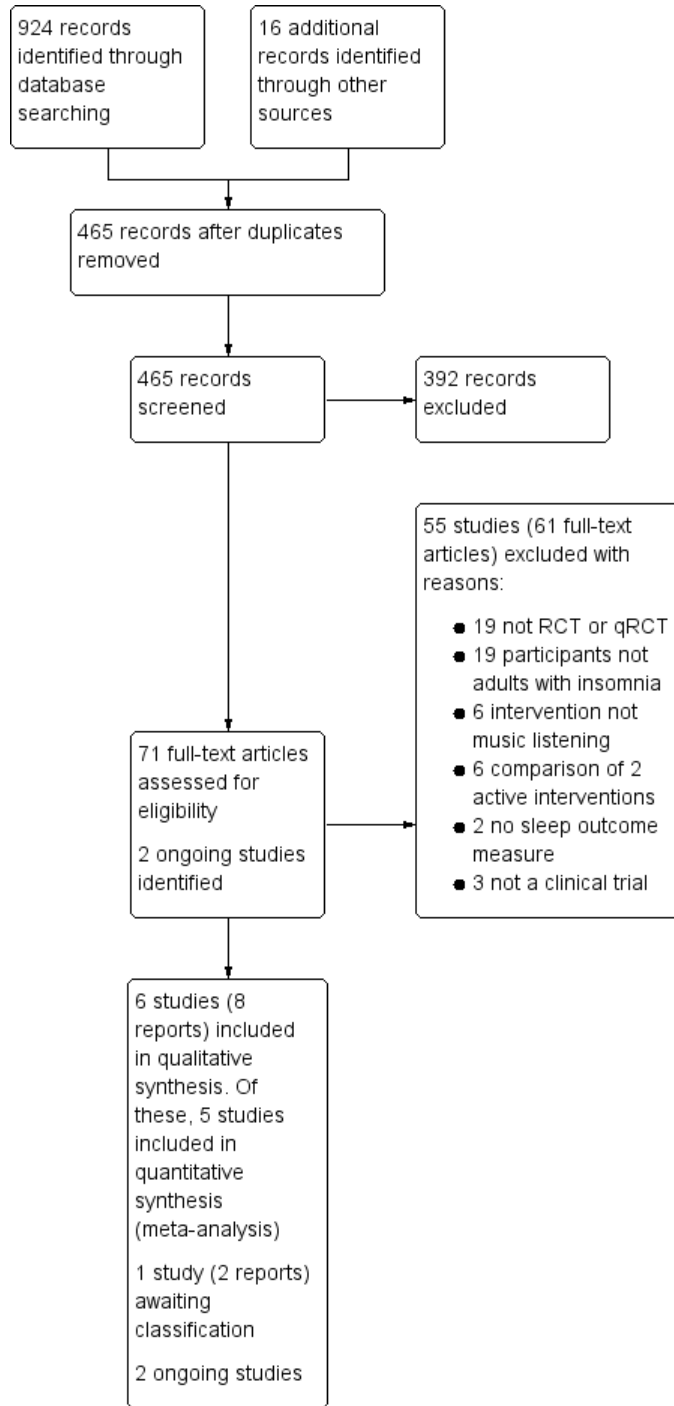 924 records
identified through
database
searching
16 additional
records identified
through other
sources
465 records after duplicates
removed
465 records
screened
392 records
excluded
55 studies (61 full-text
articles) excluded with
reasons:
● 19 not RCT or qRCT
● 19 participants not
adults with insomnia
● 6 intervention not
music listening
● 6 comparison of 2
active interventions
● 2 no sleep outcome
measure
● 3 not a clinical trial
71 full-text articles
assessed for
eligibility
2 ongoing studies
identified
6 studies (8
reports) included
in qualitative
synthesis. Of
these, 5 studies
included in
quantitative
synthesis
(meta-analysis)
1 study (2 reports)
awaiting
classification
2 ongoing studies